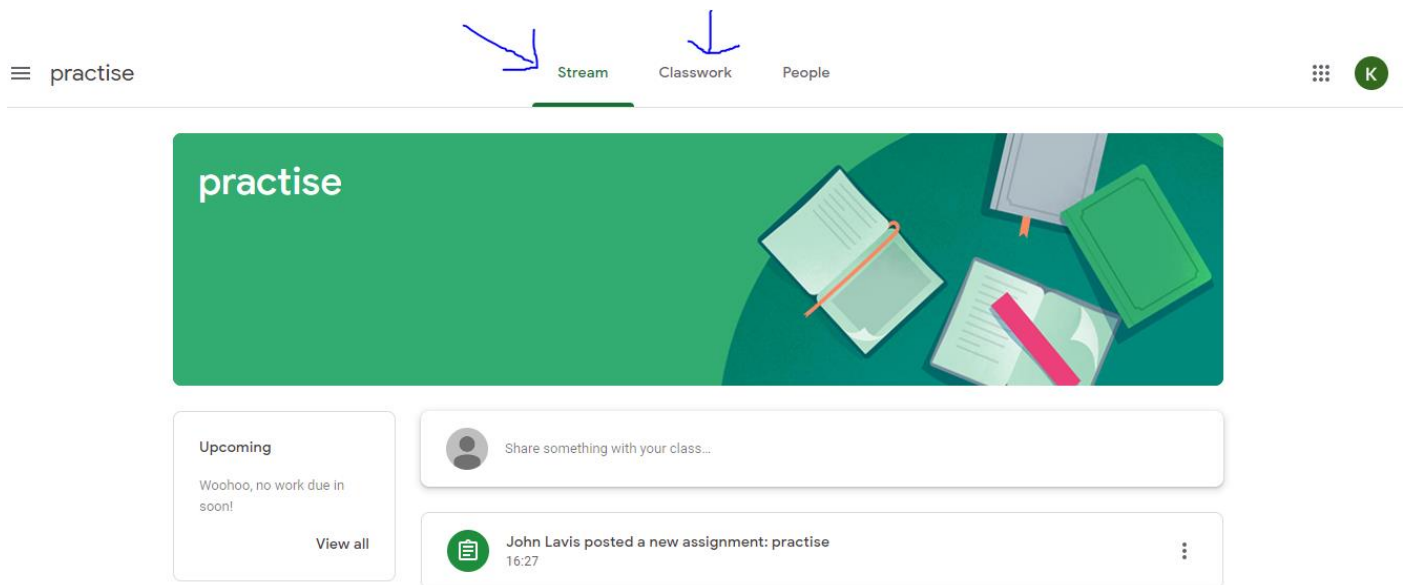 practise
Stream
Classwork
People
K
practise
Upcoming
Woohoo, no work due in
soon!
View all
Share something with your class...
John Lavis posted a new assignment: practise
16:27